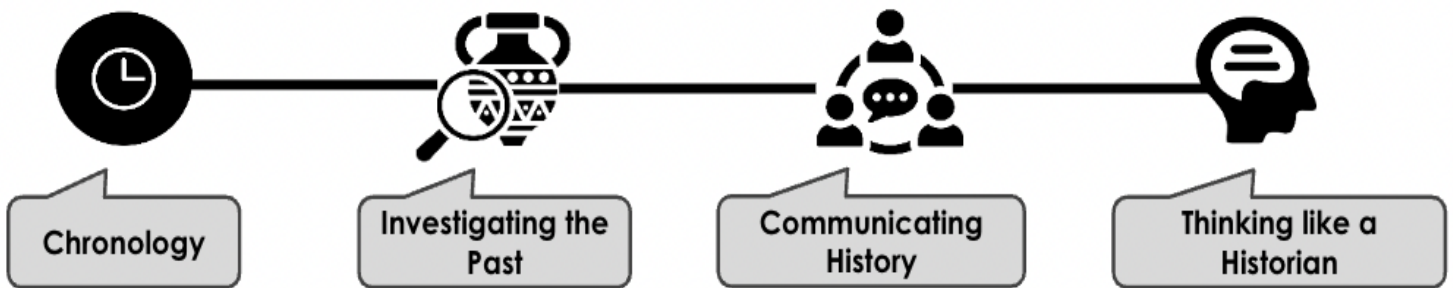 Chronology
Investigating the
Past
Communicating
History
Thinking like a
Historian